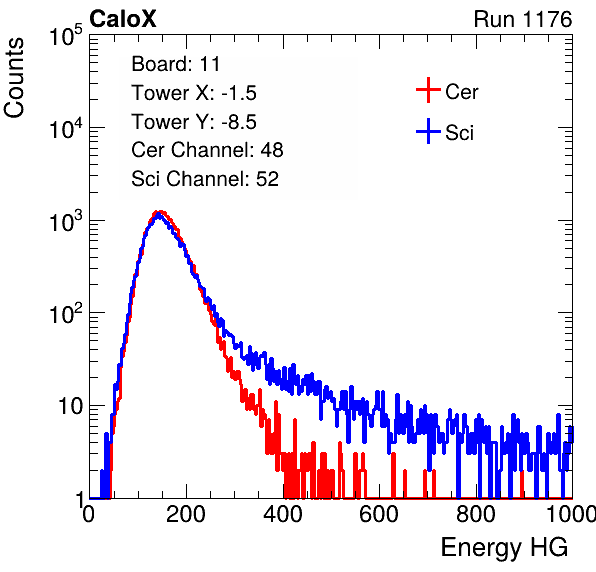 CaloX Run 1176
Counts
10^5
10^4
10^3
10^2
10
1
Board: 11
Tower X: -1.5
Tower Y: -8.5
Cer Channel: 48
Sci Channel: 52
Cer
Sci
0 200 400 600 800 1000
Energy HG